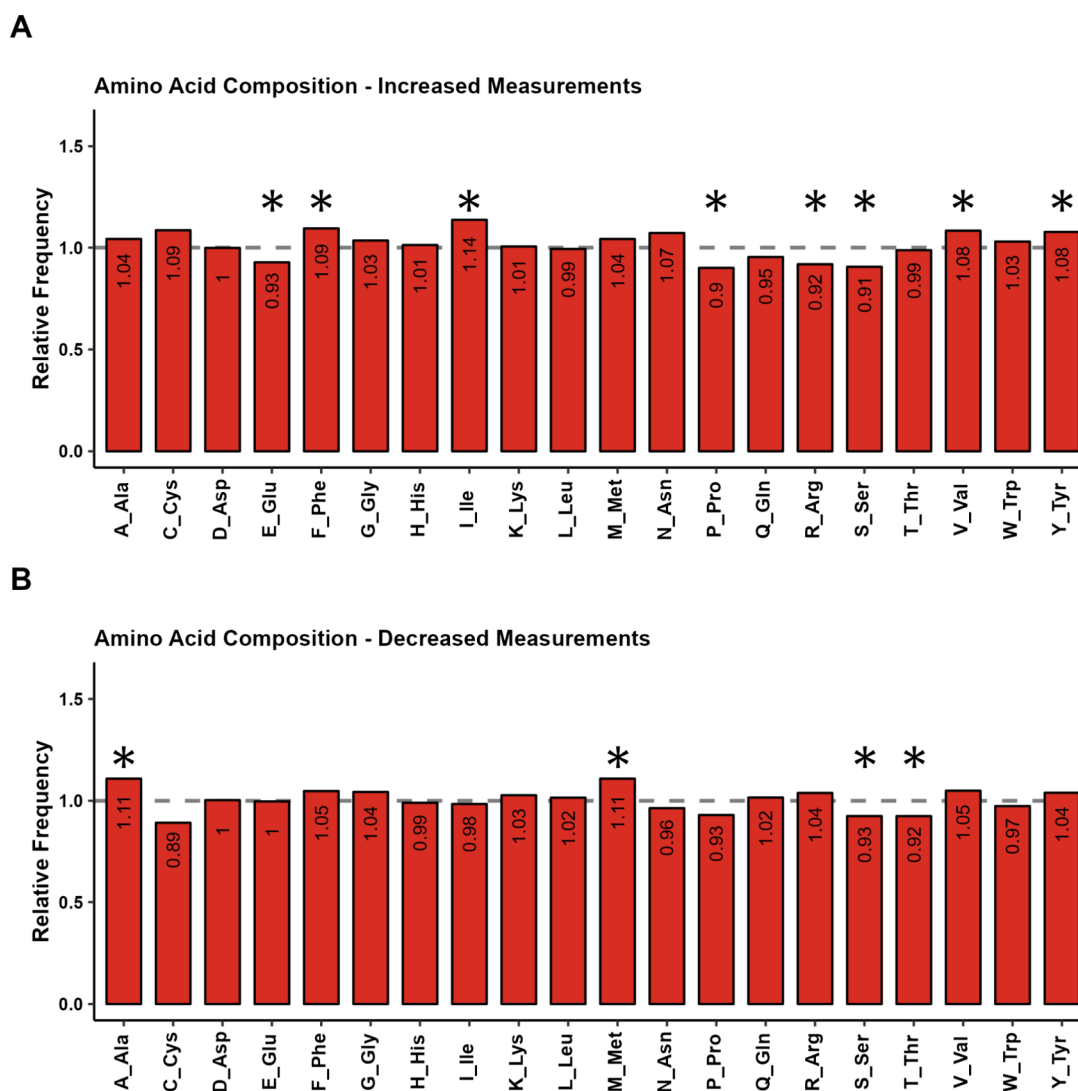 A
Amino Acid Composition - Increased Measurements
Relative Frequency
1.5
1.0
0.5
0.0
* * * * * * * *
1.04 1.09 1 0.93 1.09 1.03 1.01 1.14 1.01 0.99 1.04 1.07 0.9 0.95 0.92 0.91 0.99 1.08 1.03 1.08
A_Ala C_Cys D_Asp E_Glu F_Phe G_Gly H_His I_Ile K_Lys L_Leu M_Met N_Asn P_Pro Q_Gln R_Arg S_Ser T_Thr V_Val W_Trp Y_Tyr
B
Amino Acid Composition - Decreased Measurements
Relative Frequency
1.5
1.0
0.5
0.0
* * * *
1.11 0.89 1 1 1.05 1.04 0.99 0.98 1.03 1.02 1.11 0.96 0.93 1.02 1.04 0.93 0.92 1.05 0.97 1.04
A_Ala C_Cys D_Asp E_Glu F_Phe G_Gly H_His I_Ile K_Lys L_Leu M_Met N_Asn P_Pro Q_Gln R_Arg S_Ser T_Thr V_Val W_Trp Y_Tyr